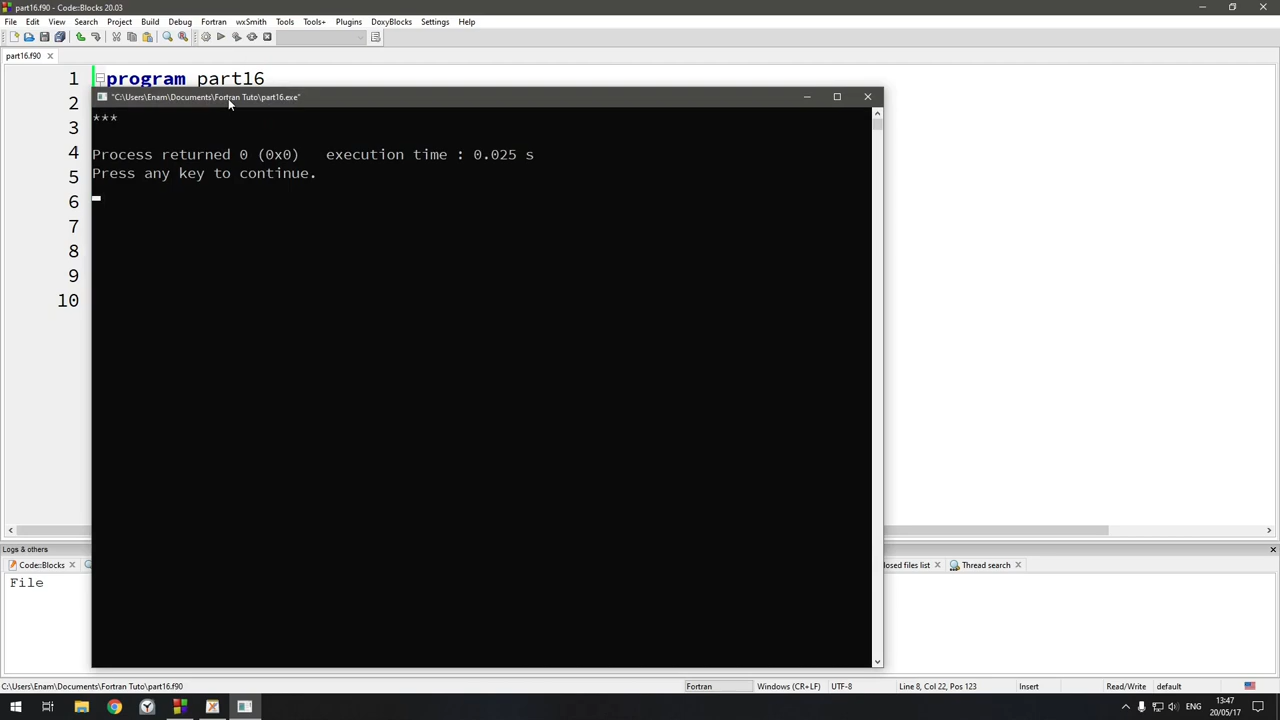 part16.f90 - Code::Blocks 20.03
File Edit View Search Project Build Debug Fortran wxSmith Tools Tools+ Plugins DoxyBlocks Settings Help
part16.f90
1 program part16
"C:\Users\Enam\Documents\Fortran Tuto\part16.exe"
2
***
3
4
Process returned 0 (0x0) execution time : 0.025 s
5
Press any key to continue.
6
7
8
9
10
Logs & others
Code::Blocks
losed files list
Thread search
File
C:\Users\Enam\Documents\Fortran Tuto\part16.f90 Fortran Windows (CR+LF) UTF-8 Line 8, Col 22, Pos 123 Insert Read/Write default
ENG
13:47
20/05/17